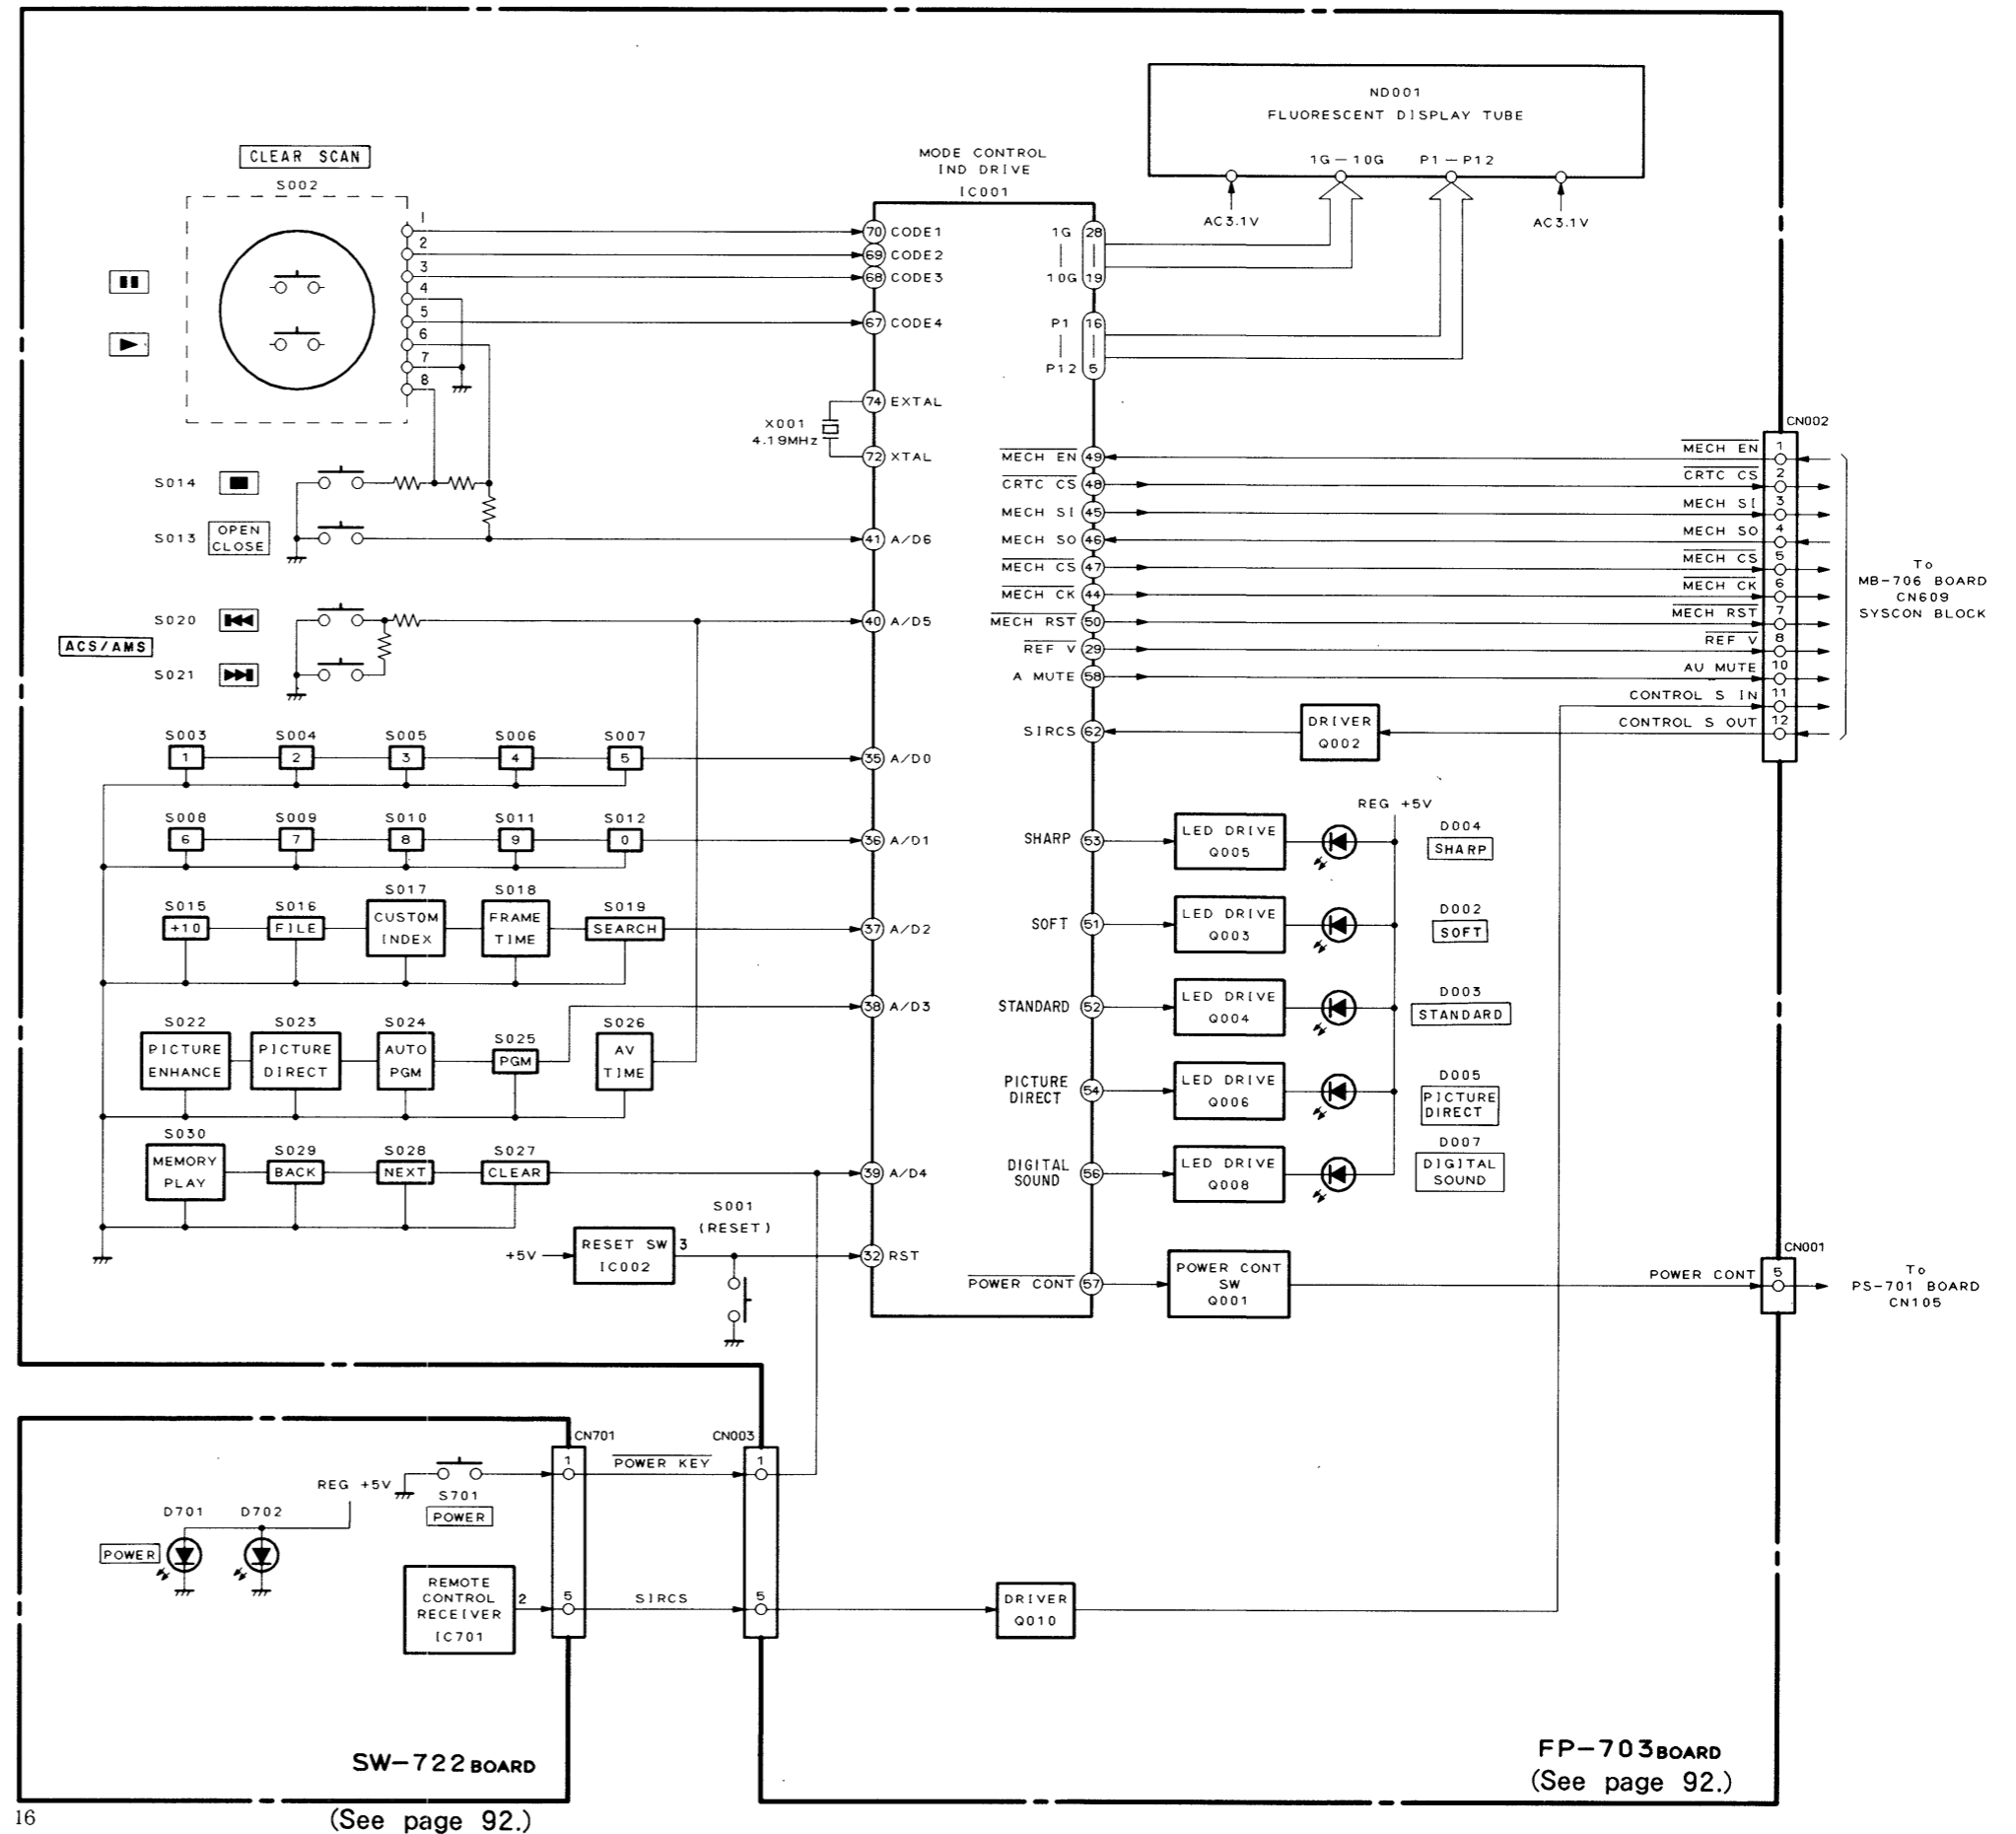 ND001
FLUORESCENT DISPLAY TUBE
1G—10G P1—P12
AC3.1V
AC3.1V
CLEAR SCAN
S002
1
2
3
4
5
6
7
8
MODE CONTROL
IND DRIVE
IC001
70 CODE1
69 CODE2
68 CODE3
67 CODE4
74 EXTAL
72 XTAL
X001
4.19MHz
1G 28
10G 19
P1 16
P12 5
MECH EN 49
CRTC CS 48
MECH SI 45
MECH SO 46
MECH CS 47
MECH CK 44
MECH RST 50
REF V 29
A MUTE 58
SIRCS 62
CN002
MECH EN 1
CRTC CS 2
MECH SI 3
MECH SO 4
MECH CS 5
MECH CK 6
MECH RST 7
REF V 8
AU MUTE 10
CONTROL S IN 11
CONTROL S OUT 12
To
MB-706 BOARD
CN609
SYSCON BLOCK
DRIVER
Q002
S014
S013 OPEN
CLOSE
41 A/D6
S020
ACS/AMS
S021
40 A/D5
S003 S004 S005 S006 S007
1 2 3 4 5
35 A/D0
S008 S009 S010 S011 S012
6 7 8 9 0
36 A/D1
S015 S016 S017 S018 S019
+10 FILE CUSTOM INDEX FRAME TIME SEARCH
37 A/D2
38 A/D3
S022 S023 S024 S025 S026
PICTURE ENHANCE PICTURE DIRECT AUTO PGM PGM AV TIME
S030 S029 S028 S027
MEMORY PLAY BACK NEXT CLEAR
39 A/D4
S001
(RESET)
+5V RESET SW 3
IC002
32 RST
REG +5V
SHARP 53
LED DRIVE
Q005
D004
SHARP
SOFT 51
LED DRIVE
Q003
D002
SOFT
STANDARD 52
LED DRIVE
Q004
D003
STANDARD
PICTURE
DIRECT 54
LED DRIVE
Q006
D005
PICTURE
DIRECT
DIGITAL
SOUND 56
LED DRIVE
Q008
D007
DIGITAL
SOUND
POWER CONT 57
POWER CONT
SW
Q001
CN001
POWER CONT 5
To
PS-701 BOARD
CN105
CN701
1
5
CN003
1
5
POWER KEY
REG +5V
S701
POWER
D701 D702
POWER
REMOTE
CONTROL
RECEIVER
IC701
2
SIRCS
DRIVER
Q010
SW-722 BOARD
(See page 92.)
FP-703 BOARD
(See page 92.)
16